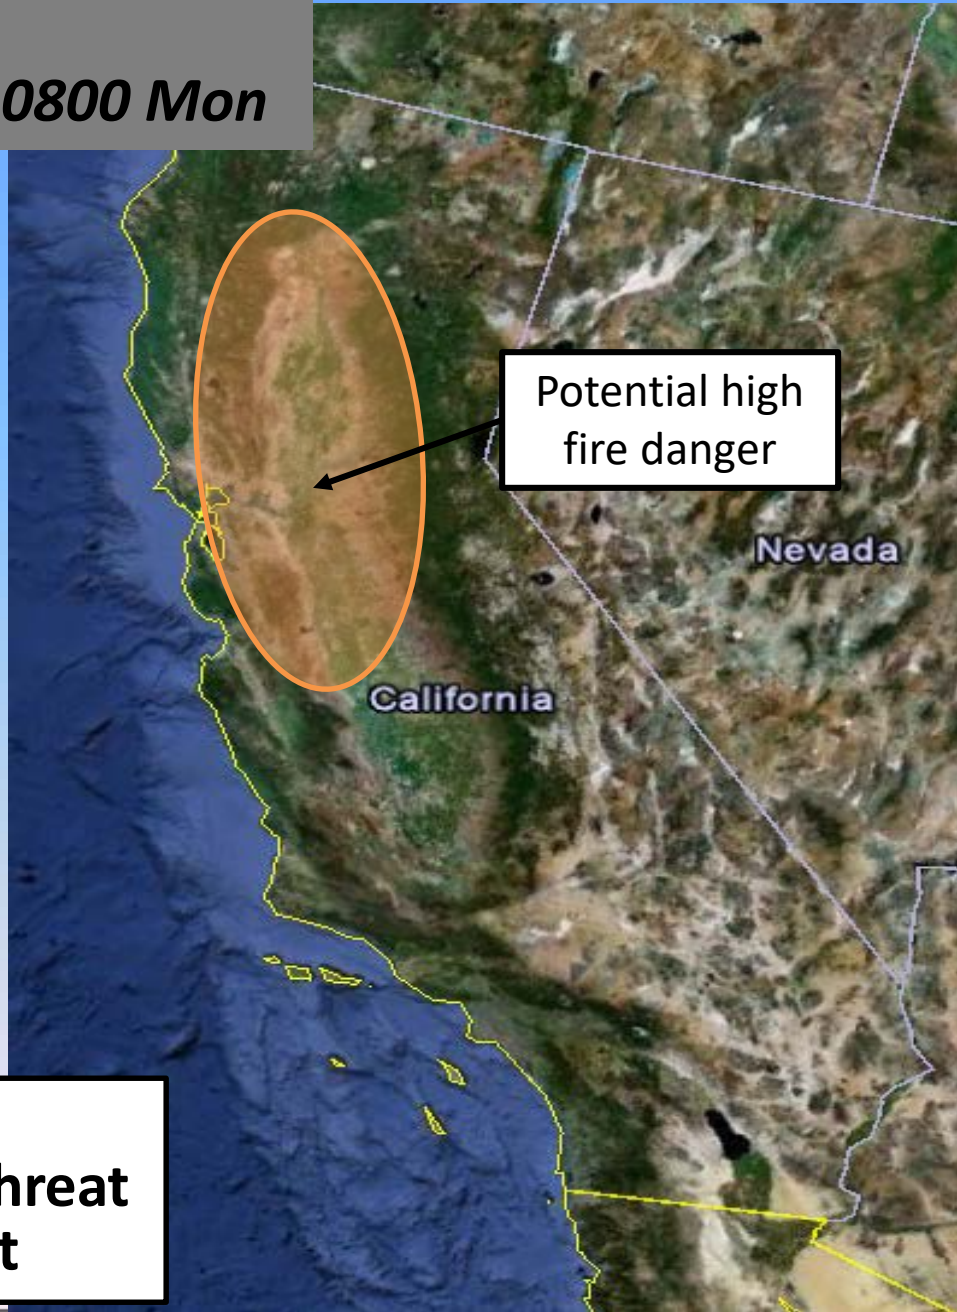 0800 Mon
Potential high
fire danger
Nevada
California
hreat
t